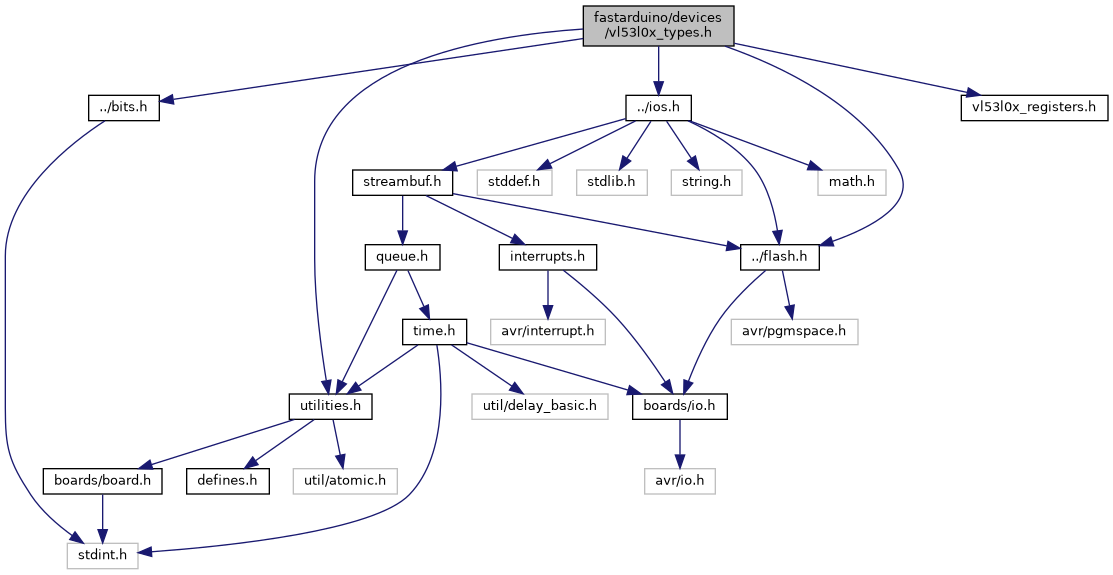 fastarduino/devices
/vl53l0x_types.h
../bits.h
../ios.h
vl53l0x_registers.h
streambuf.h
stddef.h
stdlib.h
string.h
math.h
queue.h
interrupts.h
../flash.h
time.h
avr/interrupt.h
avr/pgmspace.h
utilities.h
util/delay_basic.h
boards/io.h
boards/board.h
defines.h
util/atomic.h
avr/io.h
stdint.h